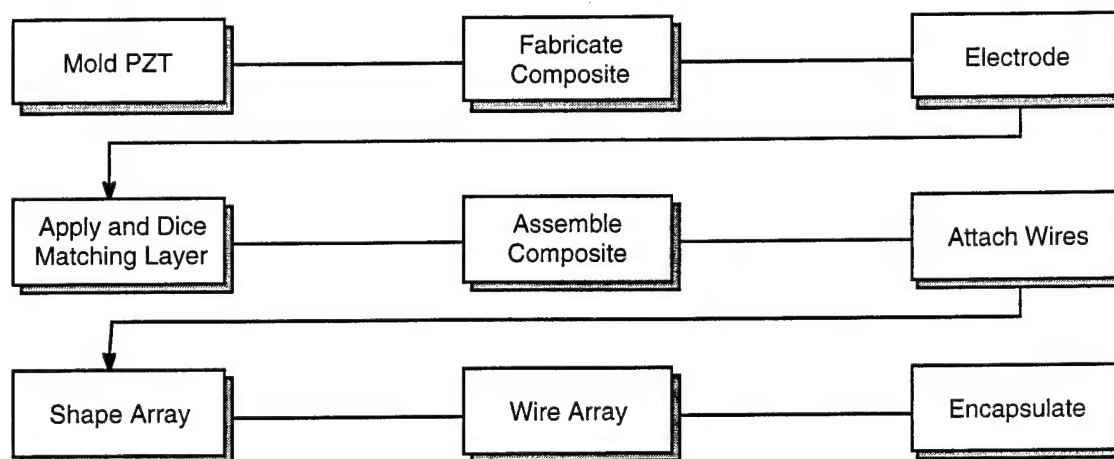 Mold PZT
Fabricate
Composite
Electrode
Apply and Dice
Matching Layer
Assemble
Composite
Attach Wires
Shape Array
Wire Array
Encapsulate